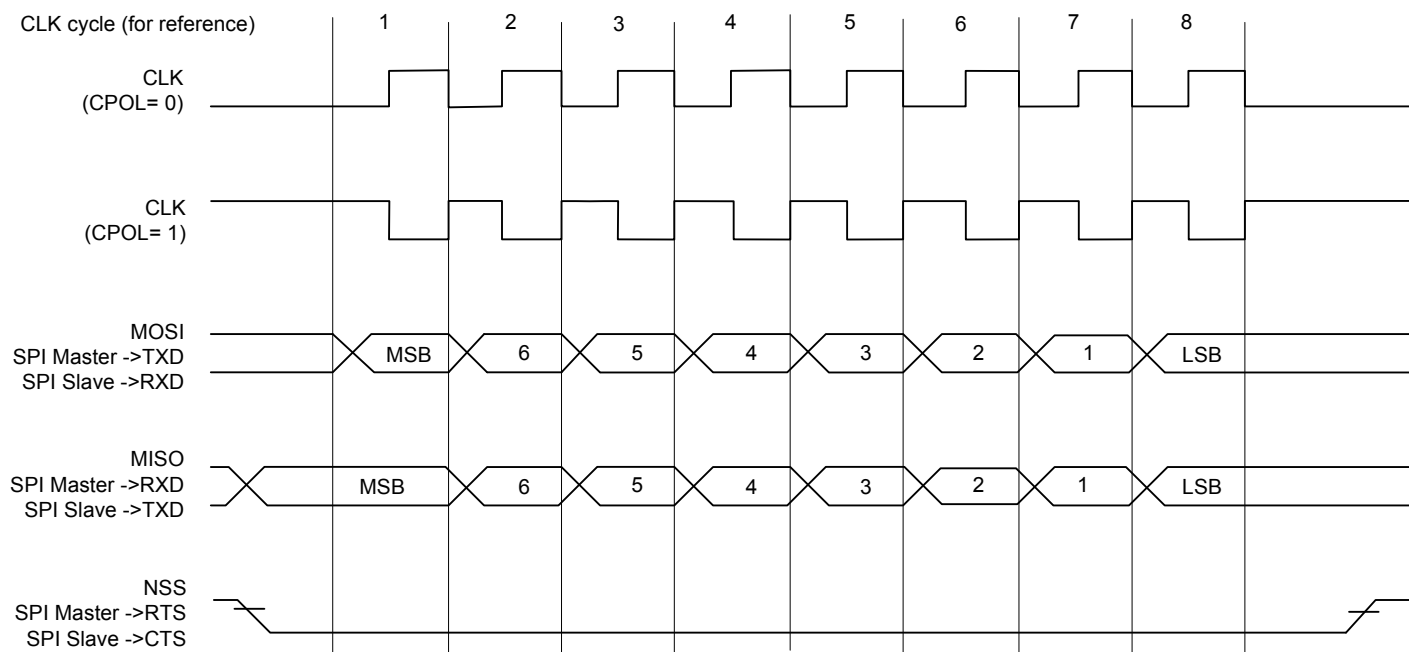 CLK cycle (for reference) 1 2 3 4 5 6 7 8
CLK
(CPOL= 0)
CLK
(CPOL= 1)
MOSI
SPI Master ->TXD
SPI Slave ->RXD
MSB 6 5 4 3 2 1 LSB
MISO
SPI Master ->RXD
SPI Slave ->TXD
MSB 6 5 4 3 2 1 LSB
NSS
SPI Master ->RTS
SPI Slave ->CTS